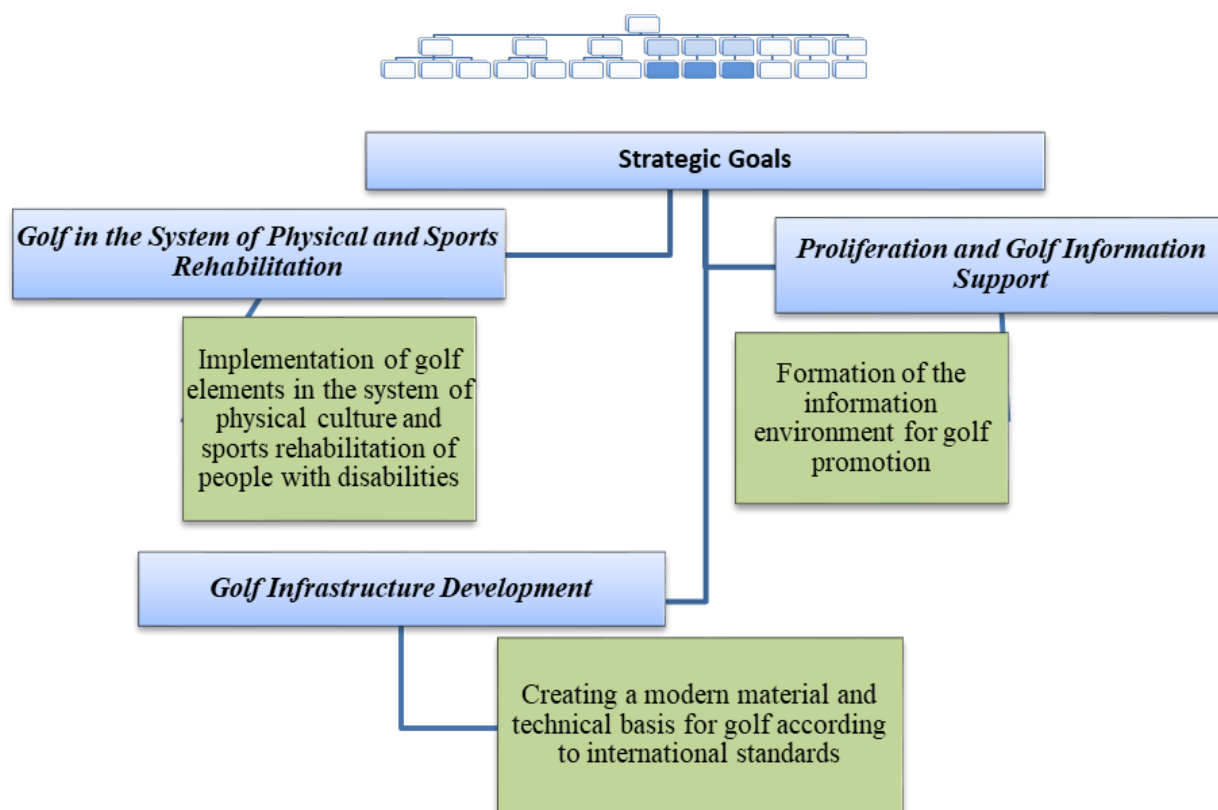 Strategic Goals
Golf in the System of Physical and Sports
Rehabilitation
Proliferation and Golf Information
Support
Implementation of golf
elements in the system of
physical culture and
sports rehabilitation of
people with disabilities
Formation of the
information
environment for golf
promotion
Golf Infrastructure Development
Creating a modern material and
technical basis for golf according
to international standards